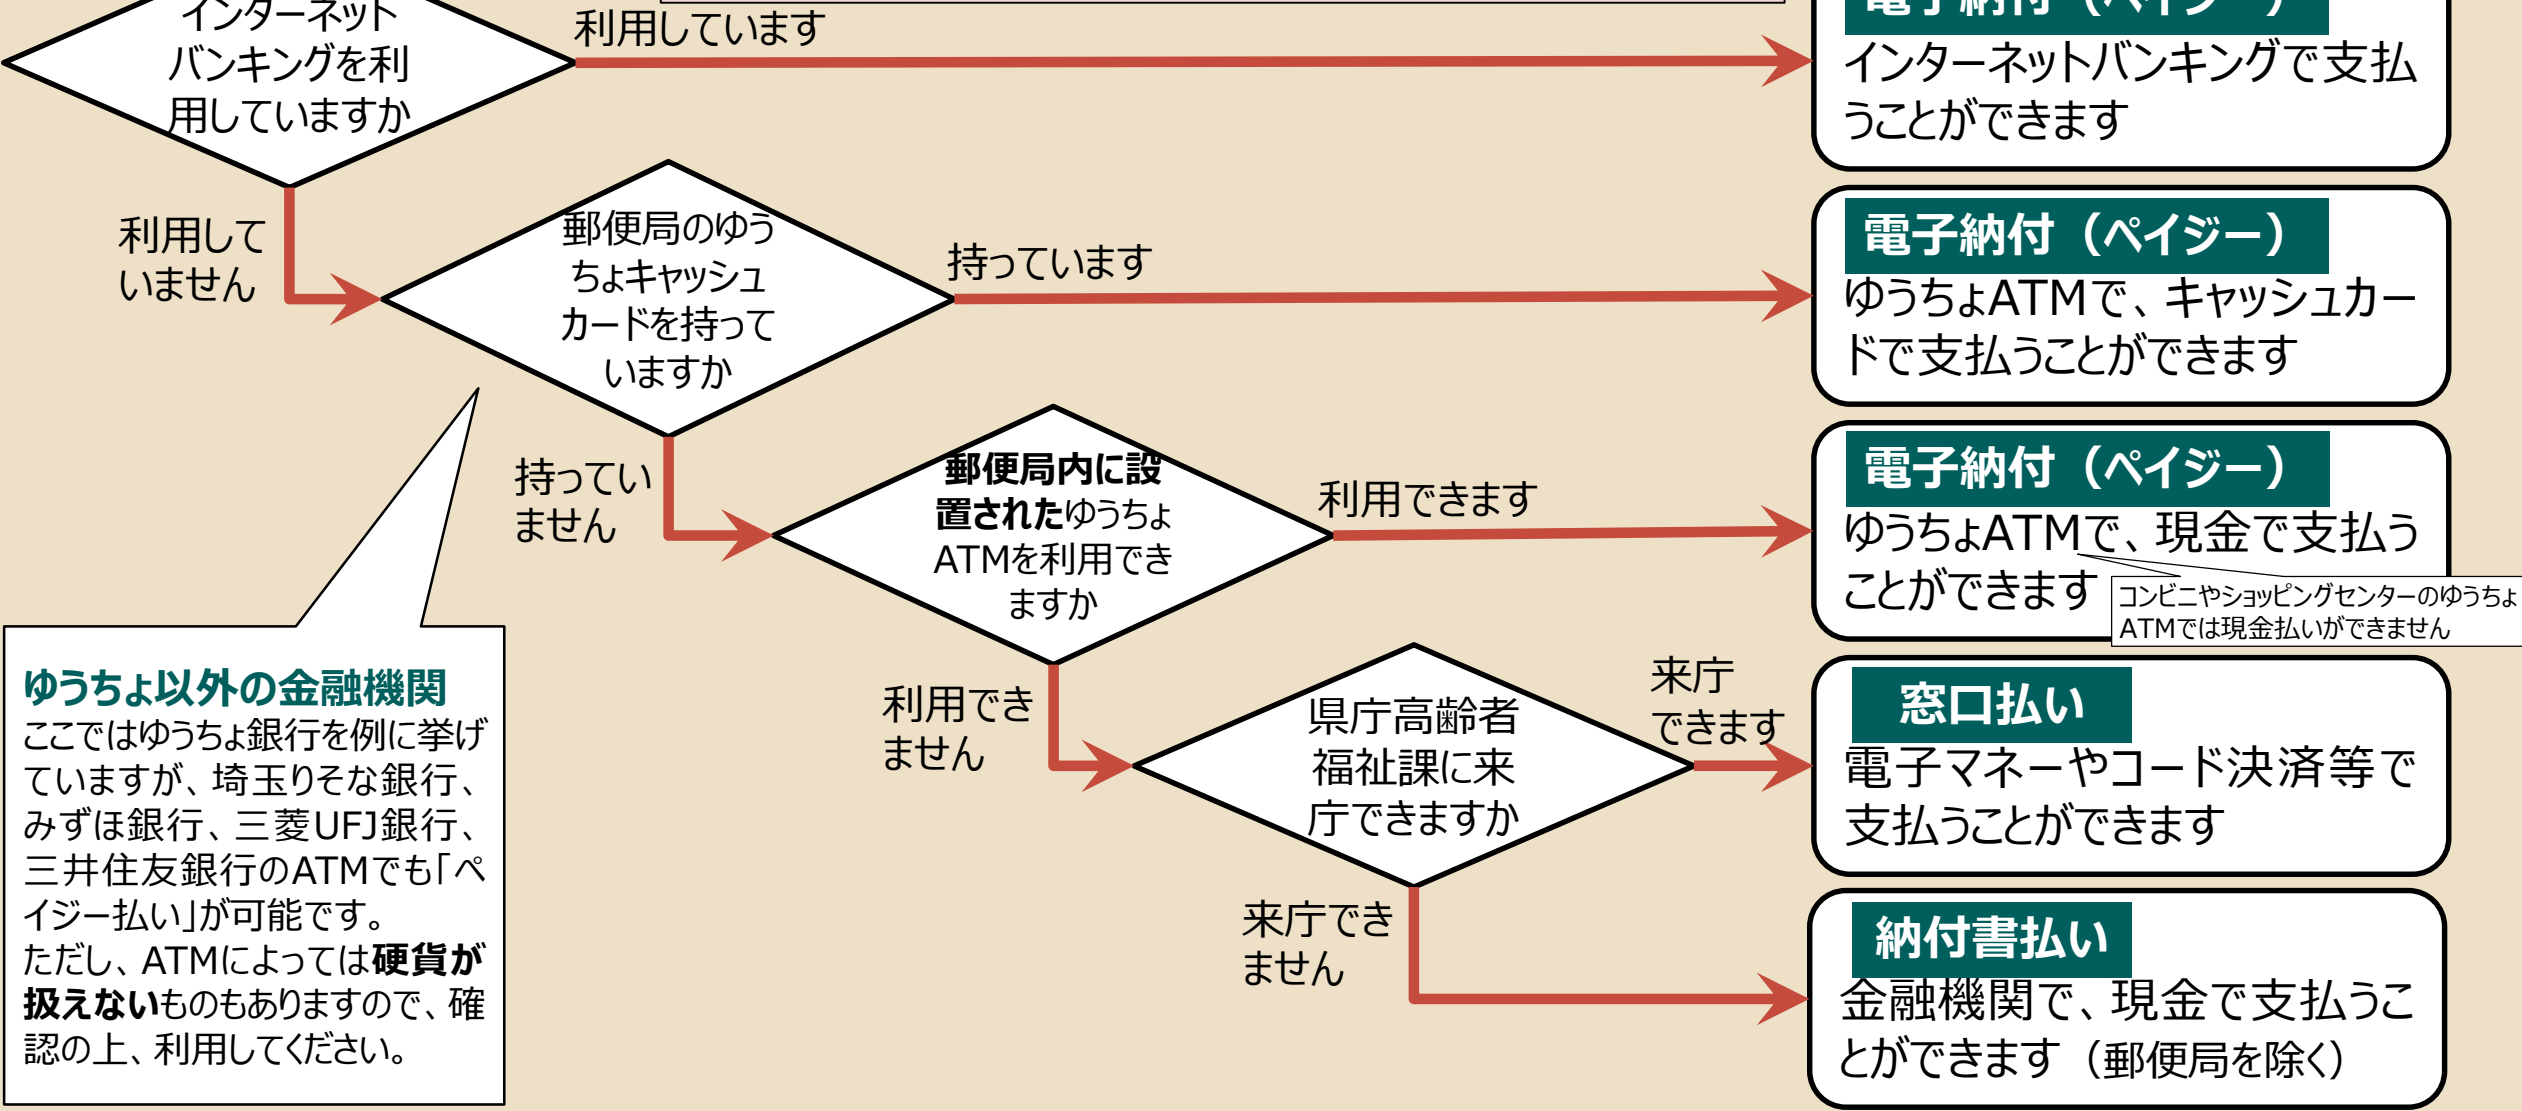 インターネット
バンキングを利
用していますか
利用しています
電子納付（ペイジー）
インターネットバンキングで支払
うことができます
利用して
いません
郵便局のゆう
ちょキャッシュ
カードを持って
いますか
持っています
電子納付（ペイジー）
ゆうちょATMで、キャッシュカー
ドで支払うことができます
持ってい
ません
郵便局内に設
置されたゆうちょ
ATMを利用でき
ますか
利用できます
電子納付（ペイジー）
ゆうちょATMで、現金で支払う
ことができます
コンビニやショッピングセンターのゆうちょ
ATMでは現金払いができません
ゆうちょ以外の金融機関
ここではゆうちょ銀行を例に挙げ
ていますが、埼玉りそな銀行、
みずほ銀行、三菱UFJ銀行、
三井住友銀行のATMでも「ペ
イジー払い」が可能です。
ただし、ATMによっては硬貨が
扱えないものもありますので、確
認の上、利用してください。
利用でき
ません
県庁高齢者
福祉課に来
庁できますか
来庁
できます
窓口払い
電子マネーやコード決済等で
支払うことができます
来庁でき
ません
納付書払い
金融機関で、現金で支払うこ
とができます（郵便局を除く）